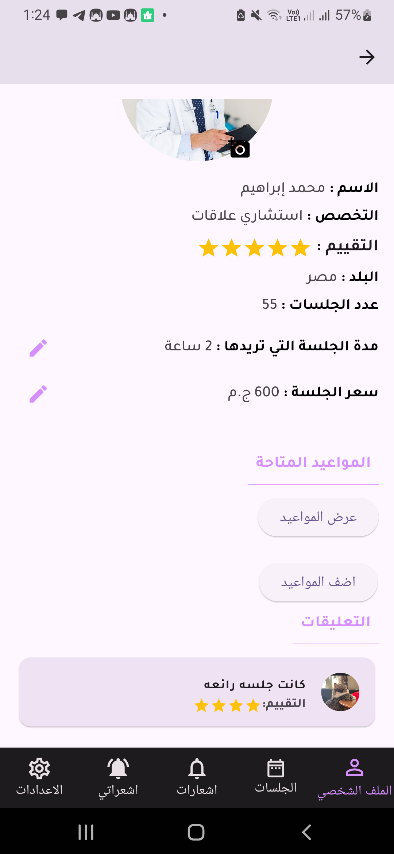 1:24
Vo)) LTE1
57%
الاسم : محمد إبراهيم
التخصص : استشاري علاقات
التقييم :
البلد : مصر
عدد الجلسات : 55
مدة الجلسة التي تريدها : 2 ساعة
سعر الجلسة : 600 ج.م
المواعيد المتاحة
عرض المواعيد
اضف المواعيد
التعليقات
كانت جلسه رائعه
التقييم:
الملف الشخصي
الجلسات
اشعارات
اشعراتي
الاعدادات